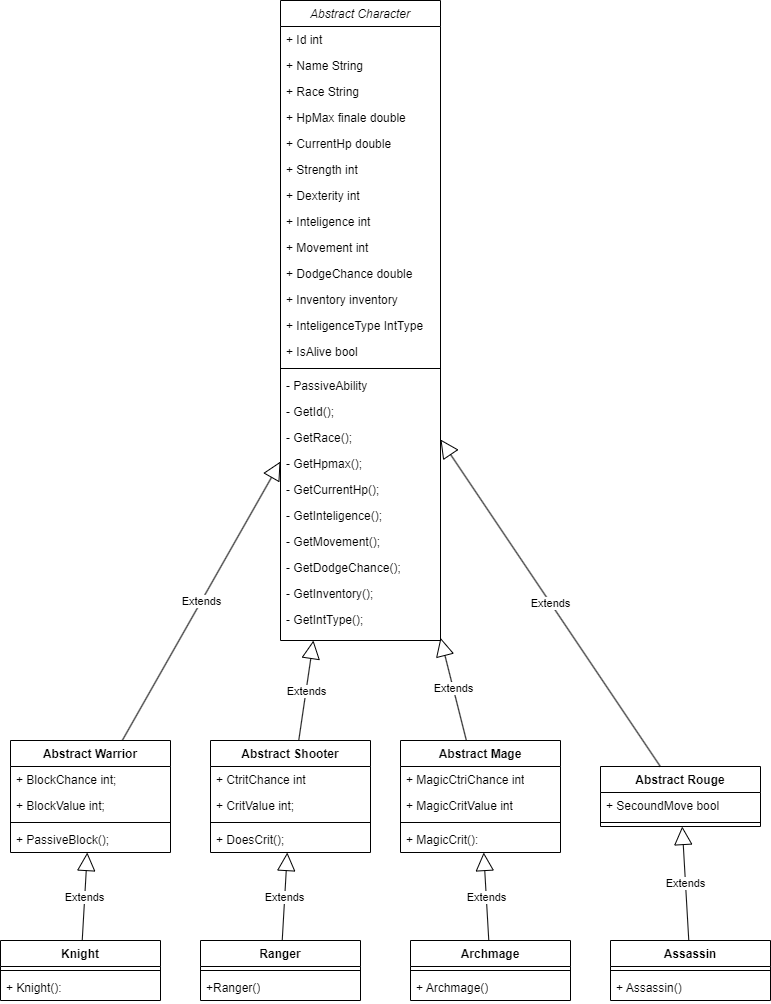 Abstract Character
+ Id int
+ Name String
+ Race String
+ HpMax finale double
+ CurrentHp double
+ Strength int
+ Dexterity int
+ Inteligence int
+ Movement int
+ DodgeChance double
+ Inventory inventory
+ InteligenceType IntType
+ IsAlive bool
- PassiveAbility
- GetId();
- GetRace();
- GetHpmax();
- GetCurrentHp();
- GetInteligence();
- GetMovement();
- GetDodgeChance();
- GetInventory();
- GetIntType();
Extends
Extends
Extends
Extends
Abstract Warrior
+ BlockChance int;
+ BlockValue int;
+ PassiveBlock();
Abstract Shooter
+ CtritChance int
+ CritValue int;
+ DoesCrit();
Abstract Mage
+ MagicCtriChance int
+ MagicCritValue int
+ MagicCrit():
Abstract Rouge
+ SecoundMove bool
Extends
Extends
Extends
Extends
Knight
+ Knight():
Ranger
+Ranger()
Archmage
+ Archmage()
Assassin
+ Assassin()